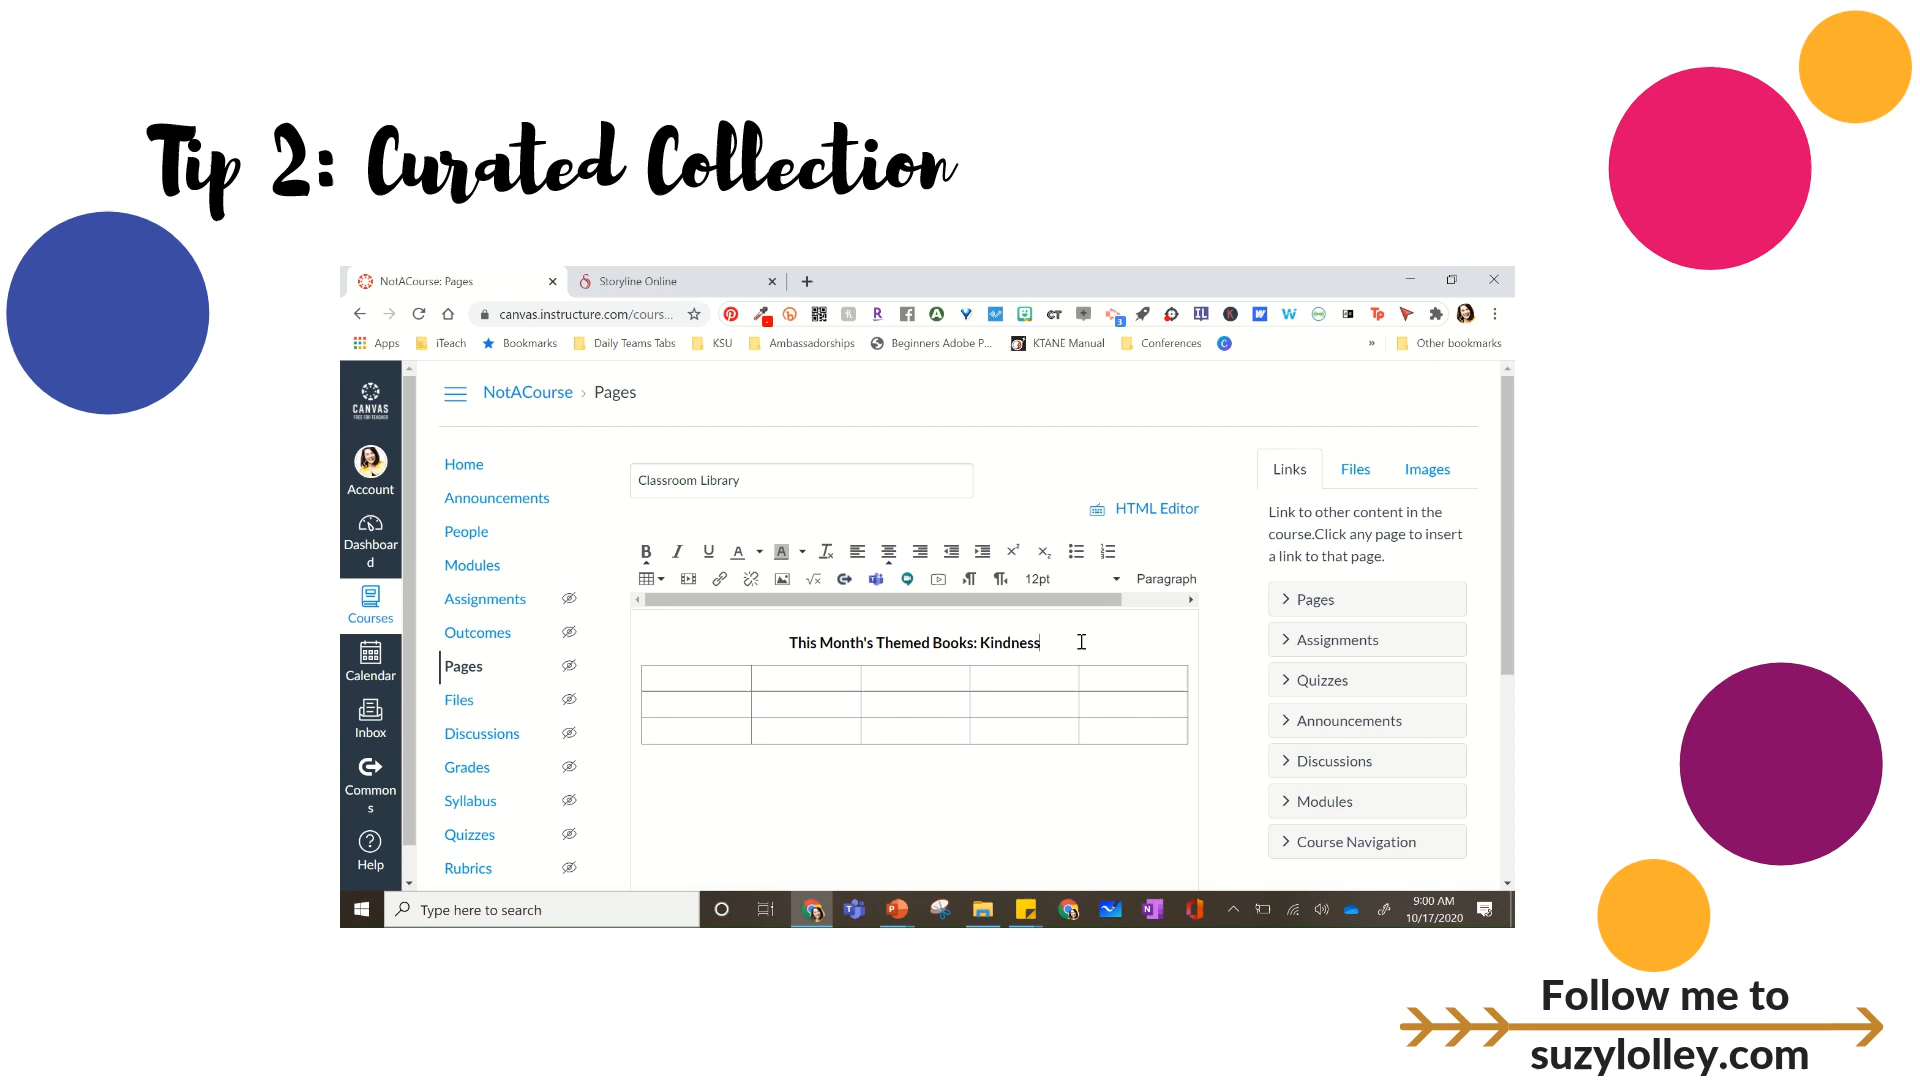 Tip 2: Curated Collection
NotACourse: Pages
Storyline Online
canvas.instructure.com/cours...
Apps
iTeach
Bookmarks
Daily Teams Tabs
KSU
Ambassadorships
Beginners Adobe P...
KTANE Manual
Conferences
»
Other bookmarks
CANVAS
FREE FOR TEACHER
Account
Dashboar
d
Courses
Calendar
Inbox
Common
s
Help
NotACourse › Pages
Home
Announcements
People
Modules
Assignments
Outcomes
Pages
Files
Discussions
Grades
Syllabus
Quizzes
Rubrics
Classroom Library
HTML Editor
12pt
Paragraph
This Month's Themed Books: Kindness
Links
Files
Images
Link to other content in the
course.Click any page to insert
a link to that page.
Pages
Assignments
Quizzes
Announcements
Discussions
Modules
Course Navigation
Type here to search
9:00 AM
10/17/2020
Follow me to
suzylolley.com